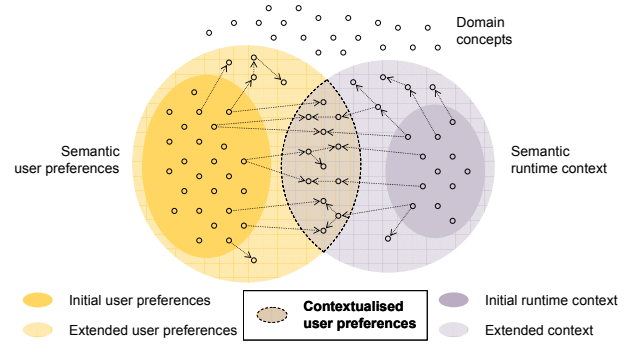 Domain
concepts
Semantic
user preferences
Semantic
runtime context
Initial user preferences
Extended user preferences
Contextualised
user preferences
Initial runtime context
Extended context